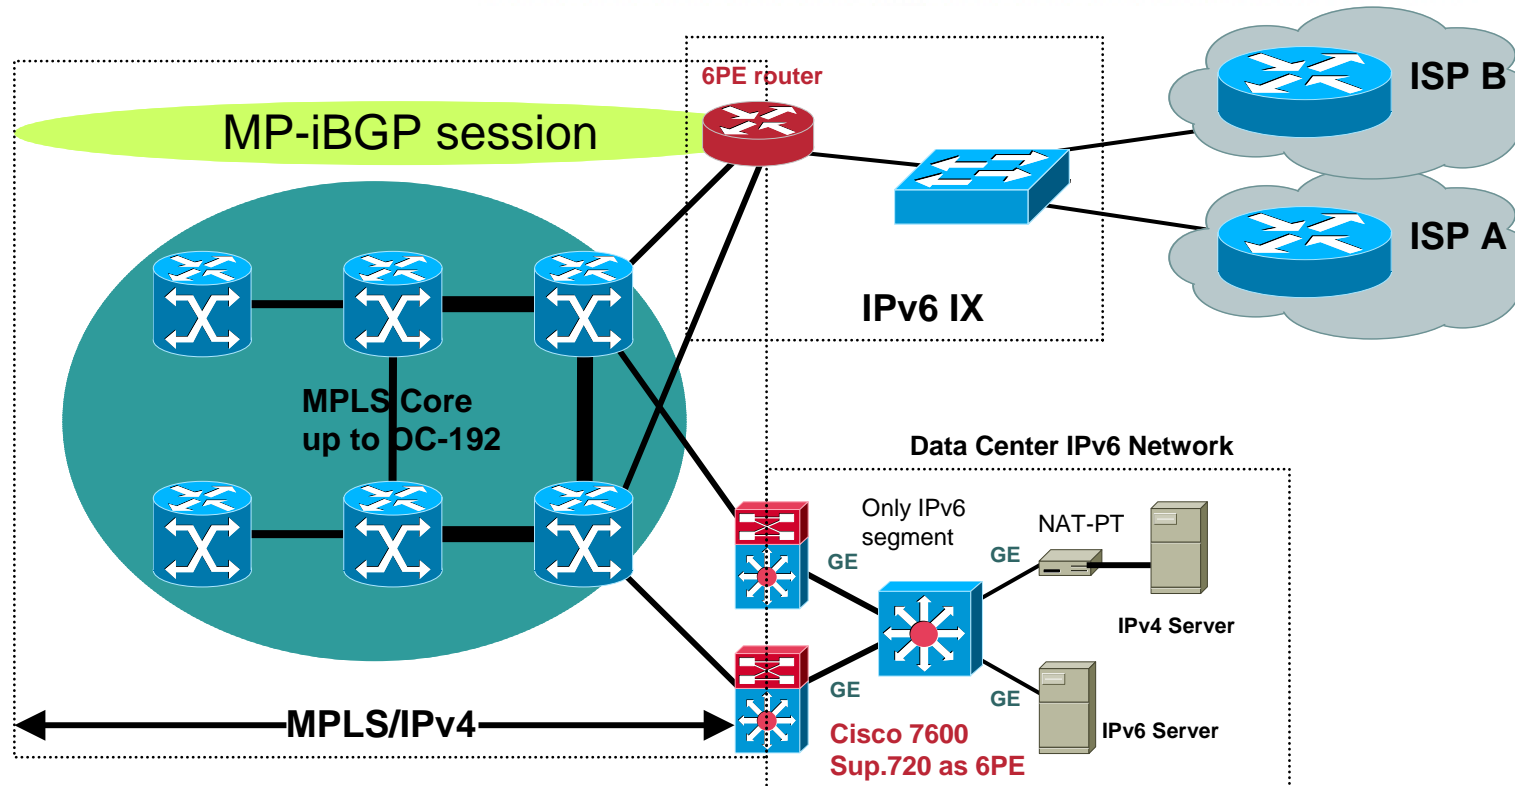 6PE router
ISP B
MP-iBGP session
ISP A
IPv6 IX
MPLS Core
up to OC-192
Data Center IPv6 Network
Only IPv6
segment
NAT-PT
GE
GE
IPv4 Server
GE
GE
MPLS/IPv4
IPv6 Server
Cisco 7600
Sup.720 as 6PE